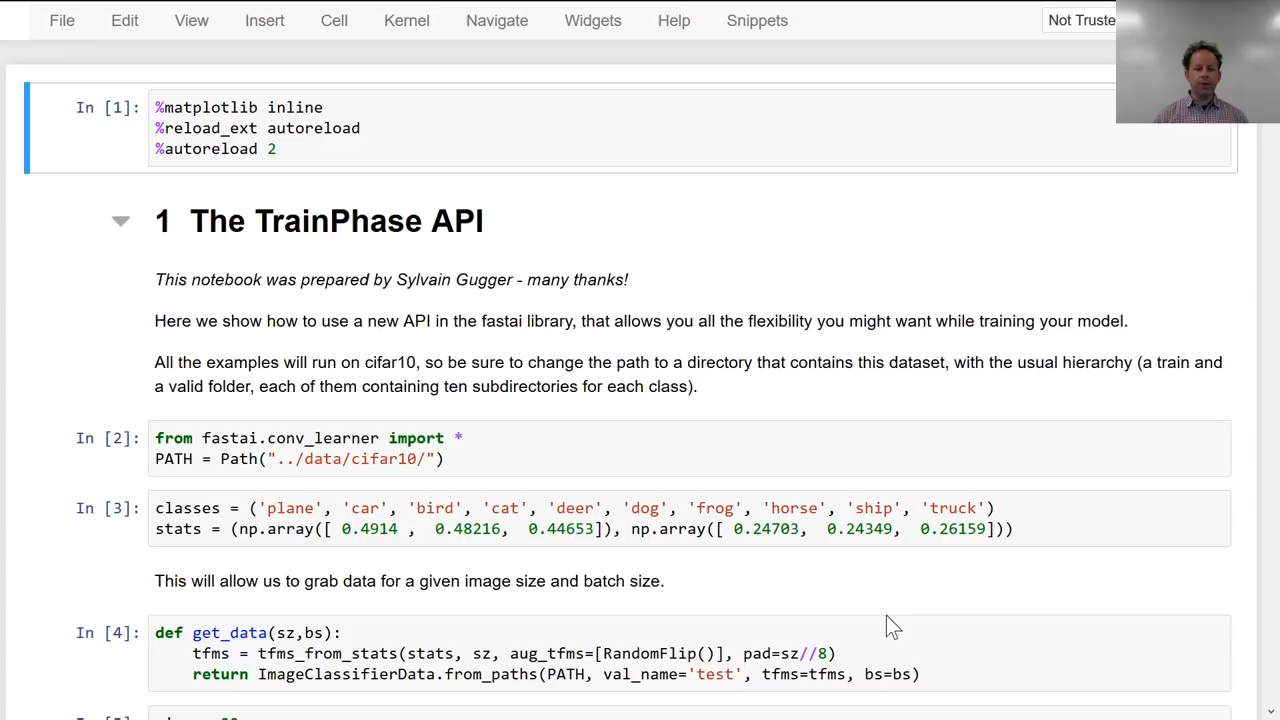 File Edit View Insert Cell Kernel Navigate Widgets Help Snippets Not Truste
In [1]: %matplotlib inline
%reload_ext autoreload
%autoreload 2
1 The TrainPhase API
This notebook was prepared by Sylvain Gugger - many thanks!
Here we show how to use a new API in the fastai library, that allows you all the flexibility you might want while training your model.
All the examples will run on cifar10, so be sure to change the path to a directory that contains this dataset, with the usual hierarchy (a train and
a valid folder, each of them containing ten subdirectories for each class).
In [2]: from fastai.conv_learner import *
PATH = Path("../data/cifar10/")
In [3]: classes = ('plane', 'car', 'bird', 'cat', 'deer', 'dog', 'frog', 'horse', 'ship', 'truck')
stats = (np.array([ 0.4914 , 0.48216, 0.44653]), np.array([ 0.24703, 0.24349, 0.26159]))
This will allow us to grab data for a given image size and batch size.
In [4]: def get_data(sz,bs):
tfms = tfms_from_stats(stats, sz, aug_tfms=[RandomFlip()], pad=sz//8)
return ImageClassifierData.from_paths(PATH, val_name='test', tfms=tfms, bs=bs)